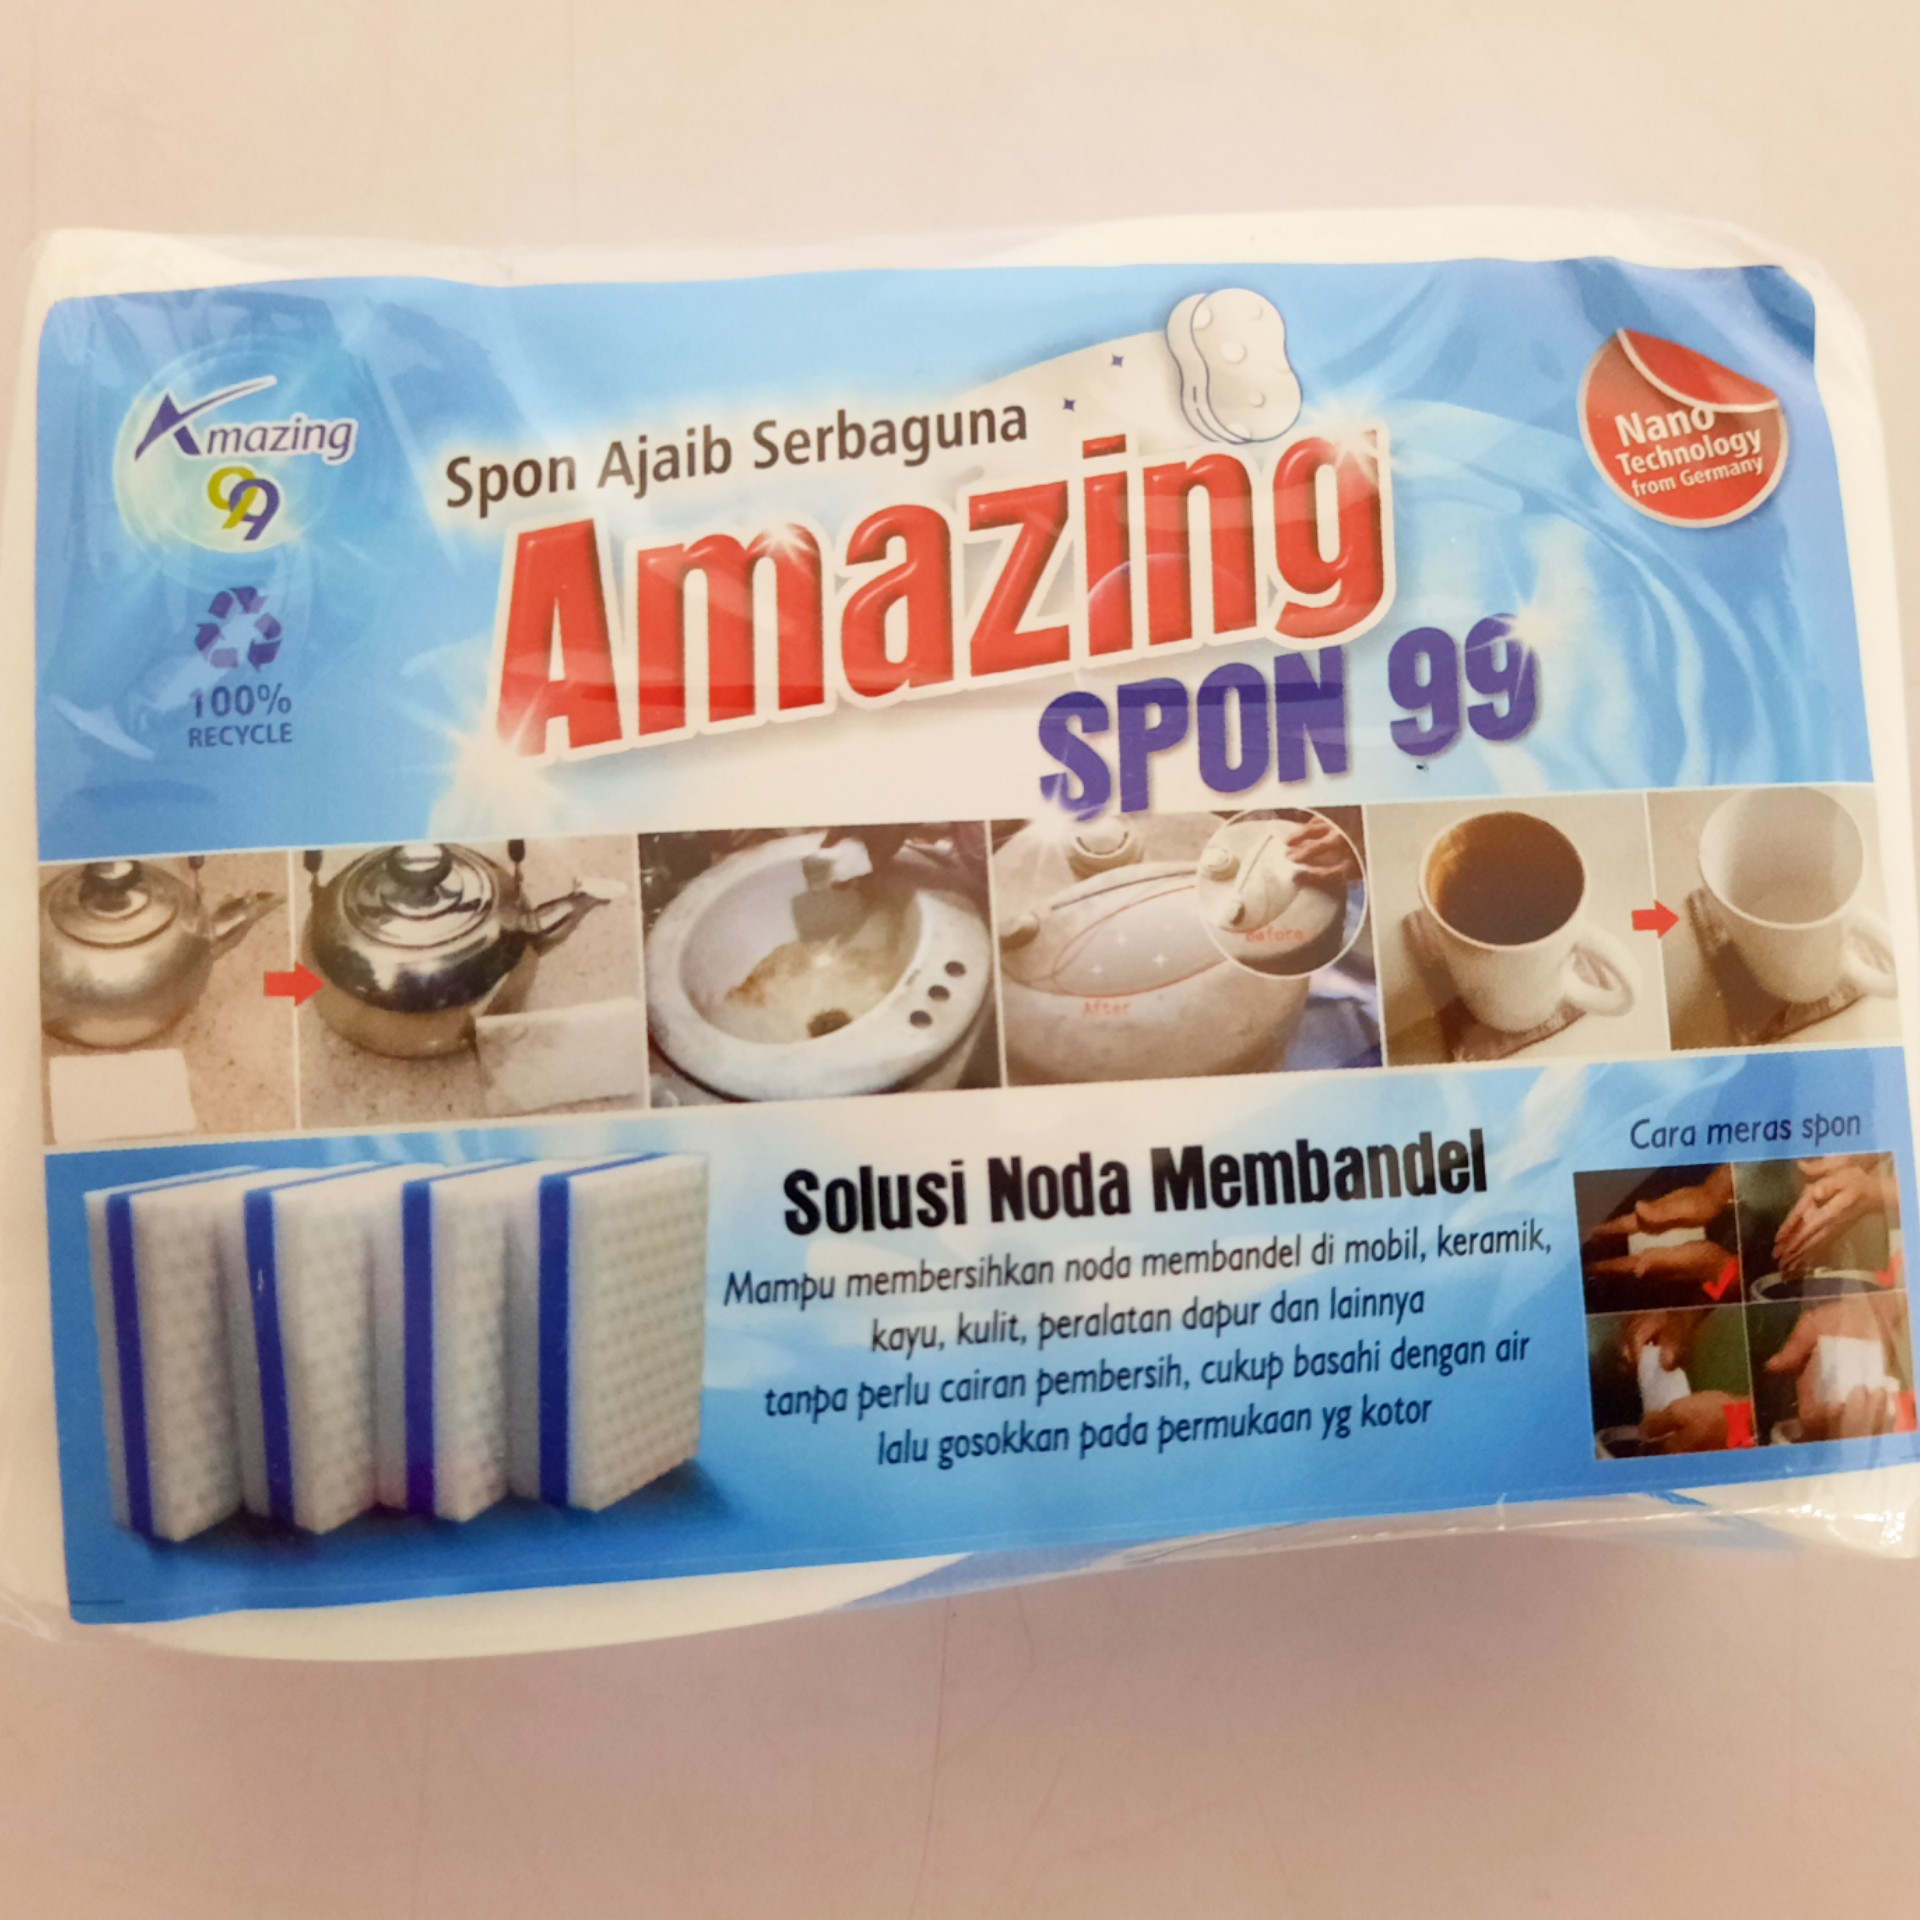 Amazing
99
100%
RECYCLE
Spon Ajaib Serbaguna
Amazing
SPON 99
Nano
Technology
from Germany
Before
After
Solusi Noda Membandel
Mampu membersihkan noda membandel di mobil, keramik,
kayu, kulit, peralatan dapur dan lainnya
tanpa perlu cairan pembersih, cukup basahi dengan air
lalu gosokkan pada permukaan yg kotor
Cara meras spon